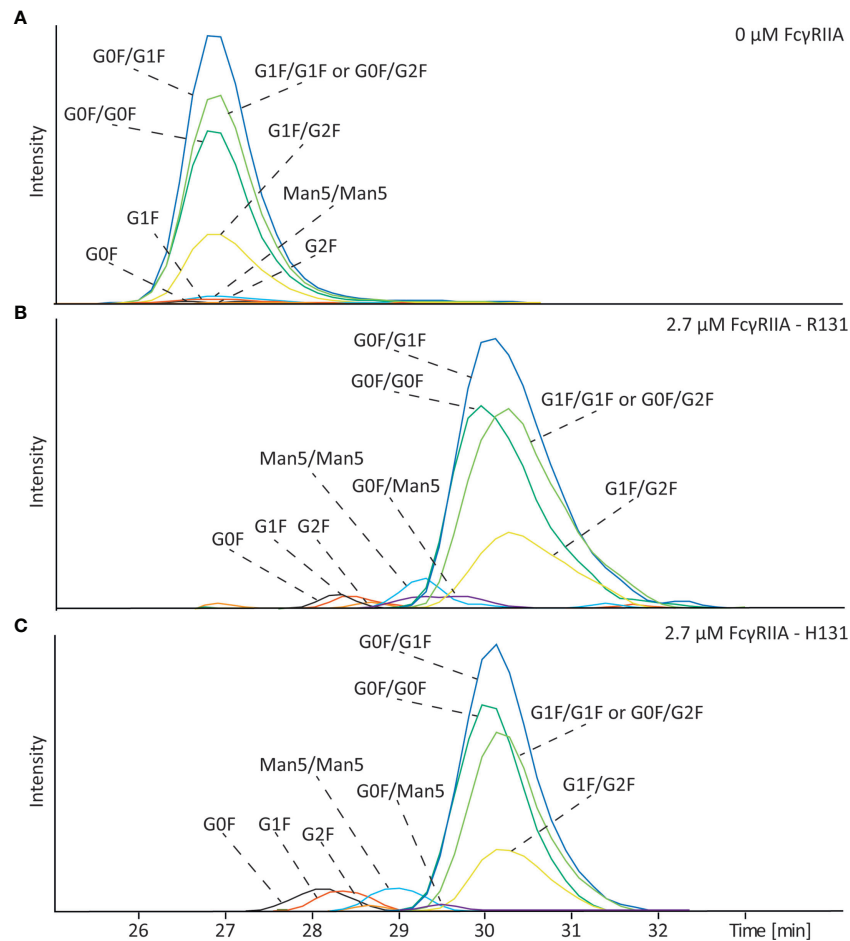 A
0 µM FcγRIIA
G0F/G1F
G1F/G1F or G0F/G2F
G0F/G0F
G1F/G2F
Man5/Man5
G1F
G2F
G0F
Intensity
B
2.7 µM FcγRIIA - R131
G0F/G1F
G0F/G0F
G1F/G1F or G0F/G2F
Man5/Man5
G0F/Man5
G1F/G2F
G1F
G2F
G0F
Intensity
C
2.7 µM FcγRIIA - H131
G0F/G1F
G0F/G0F
G1F/G1F or G0F/G2F
Man5/Man5
G0F/Man5
G1F/G2F
G0F
G1F
G2F
Intensity
26 27 28 29 30 31 32 Time [min]